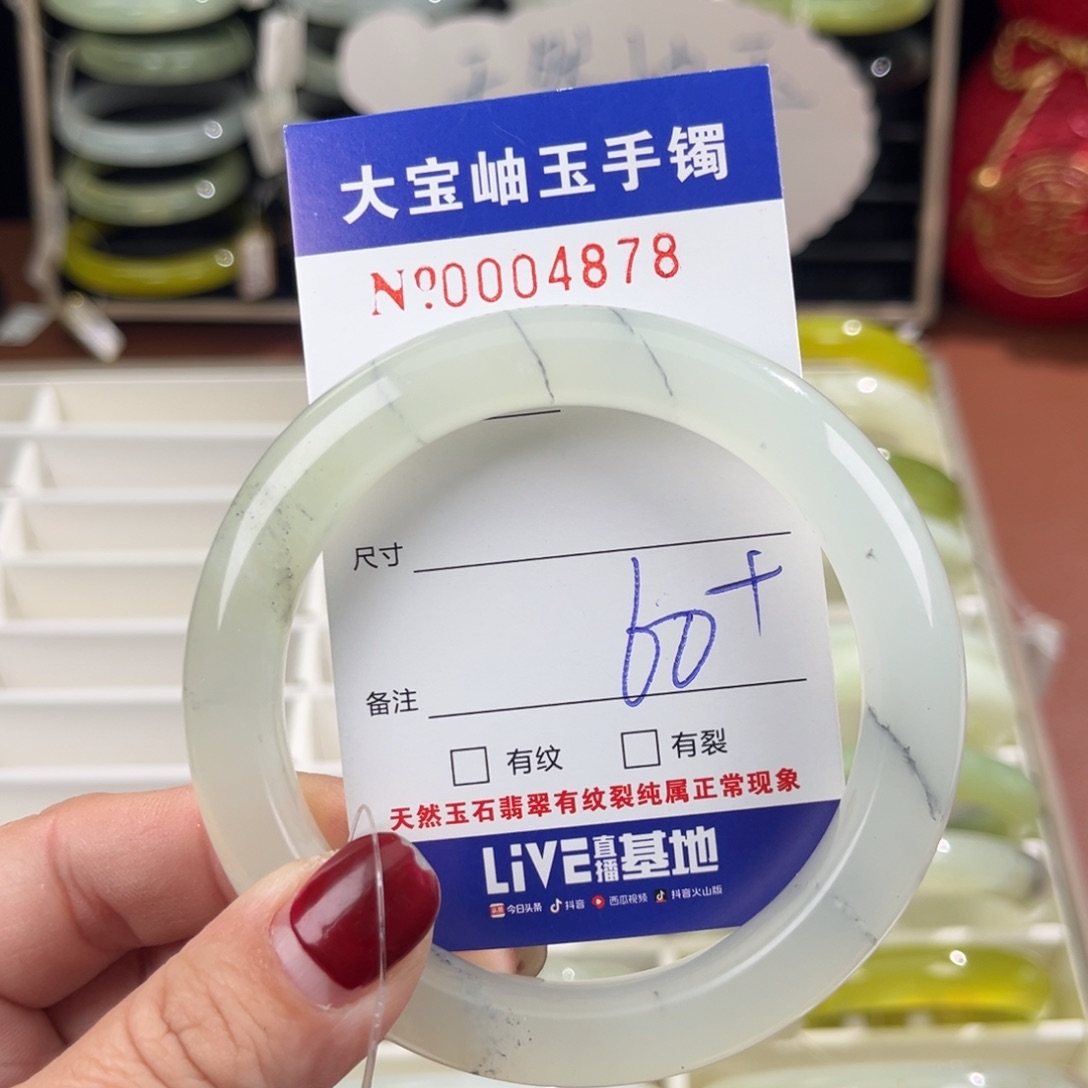 大宝岫玉手镯
Nº0004878
尺寸
60+
备注
有纹 有裂
天然玉石翡翠有纹裂纯属正常现象
LiVE直播基地
头条 今日头条 抖音 西瓜视频 抖音火山版